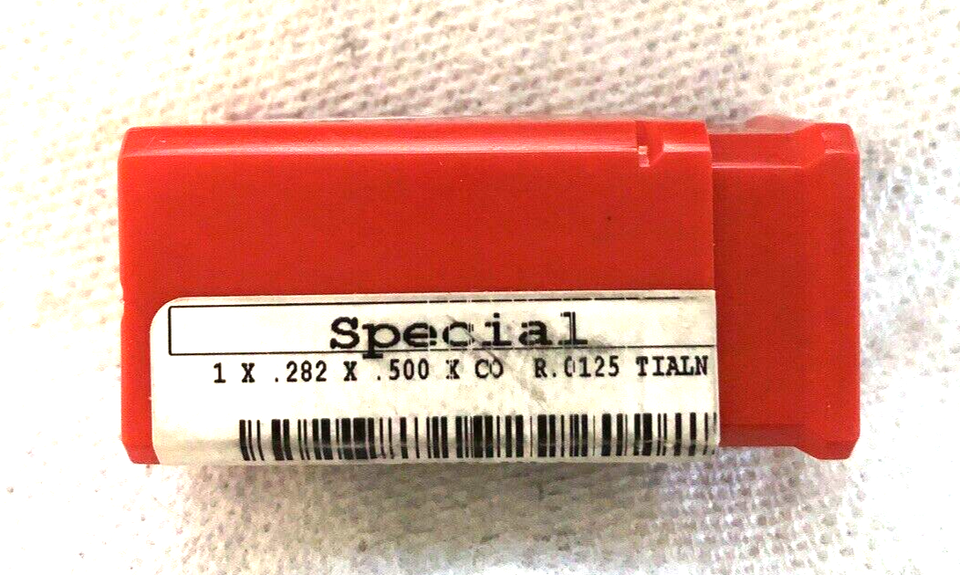 Special
1 X .282 X .500 X CO R.0125 TIALN